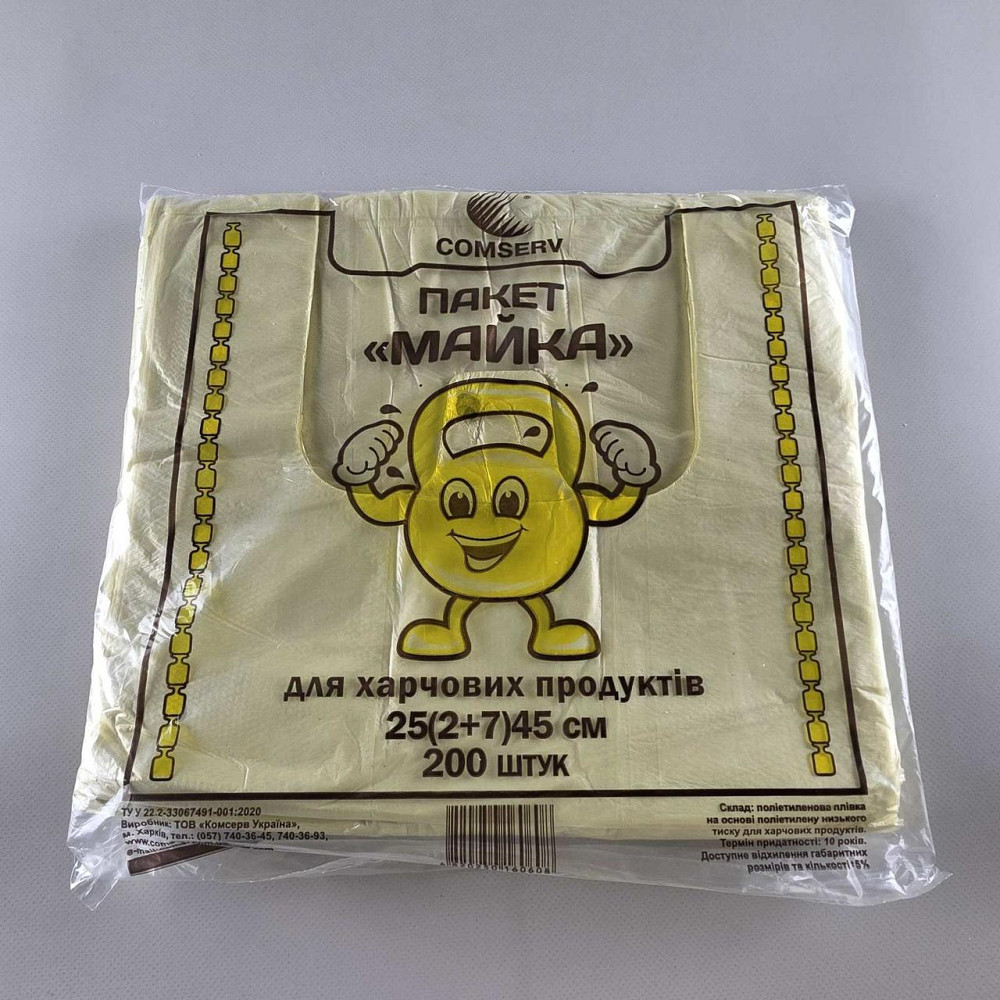 COMSERV
ПАКЕТ
«МАЙКА»
для харчових продуктів
25(2+7)45 см
200 штук
ТУ У 22.2-33067491-001:2020
Виробник: ТОВ «Комсерв Україна»,
м. Харків, тел.: (057) 740-36-45, 740-36-93,
Склад: поліетиленова плівка
на основі поліетилену низького
тиску для харчових продуктів.
Термін придатності: 10 років.
Доступне відхилення габаритних
розмірів та кількості